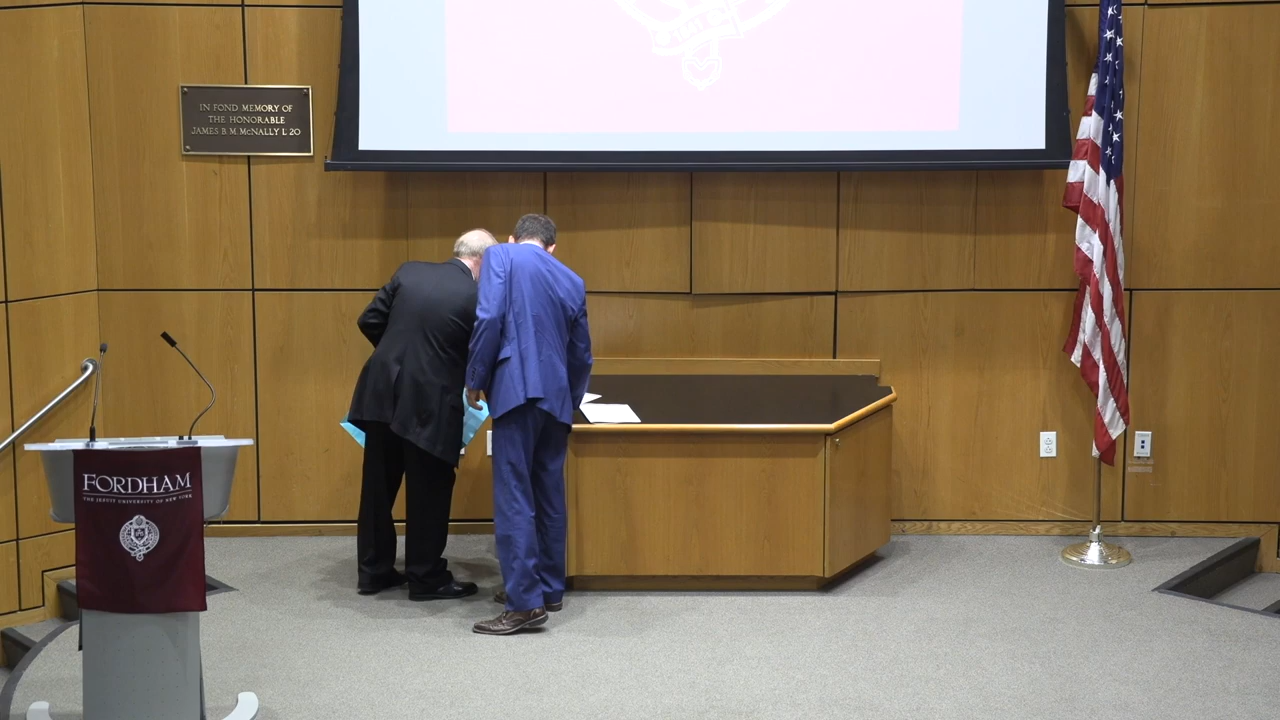 IN FOND MEMORY OF
THE HONORABLE
JAMES B. M. McNALLY L'20
FORDHAM
THE JESUIT UNIVERSITY OF NEW YORK